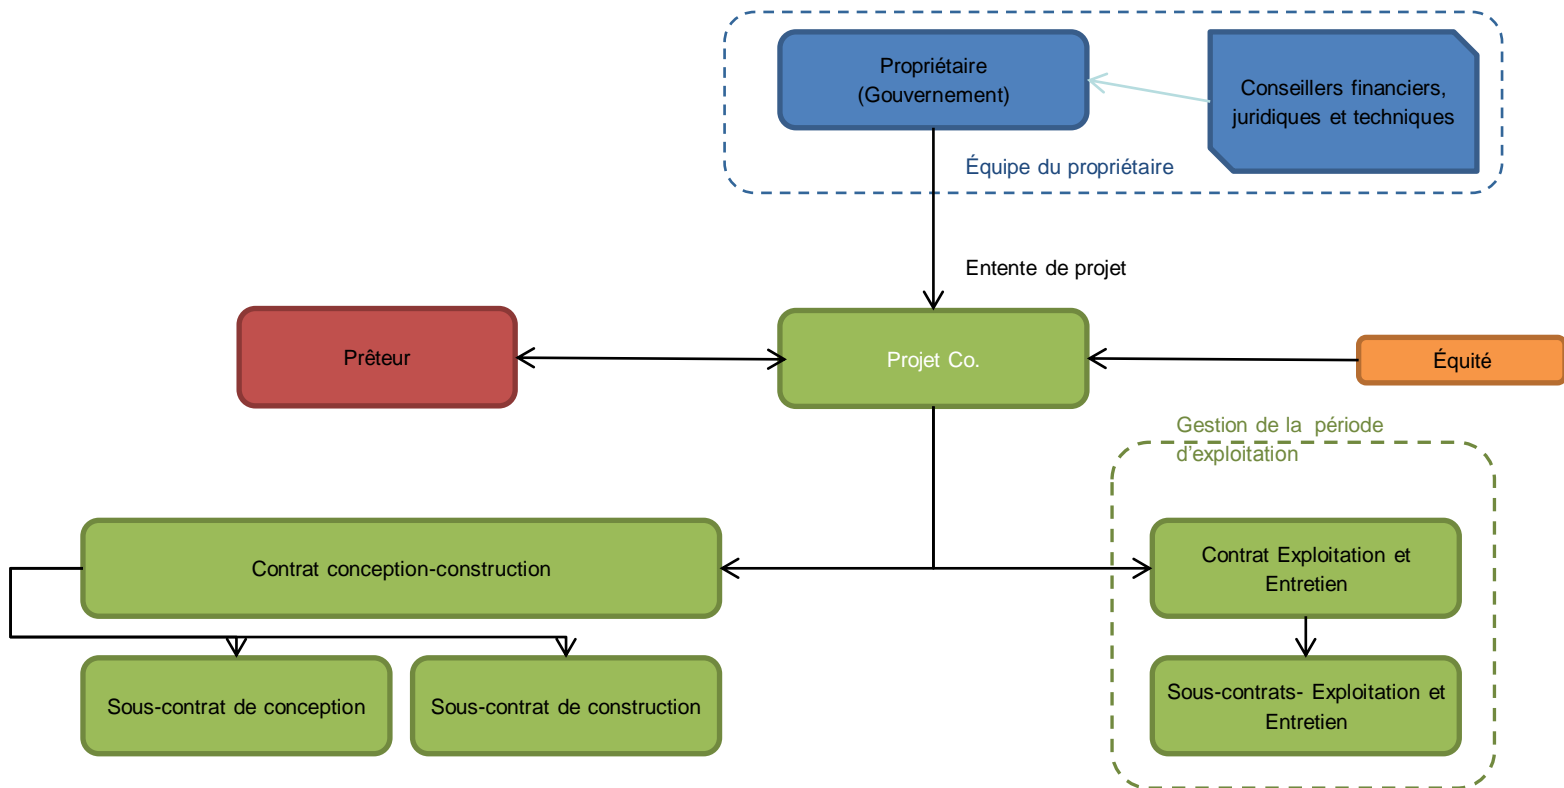 Propriétaire
(Gouvernement)
Conseillers financiers,
juridiques et techniques
Équipe du propriétaire
Entente de projet
Prêteur
Projet Co.
Équité
Gestion de la période
d’exploitation
Contrat conception-construction
Contrat Exploitation et
Entretien
Sous-contrat de conception
Sous-contrat de construction
Sous-contrats- Exploitation et
Entretien